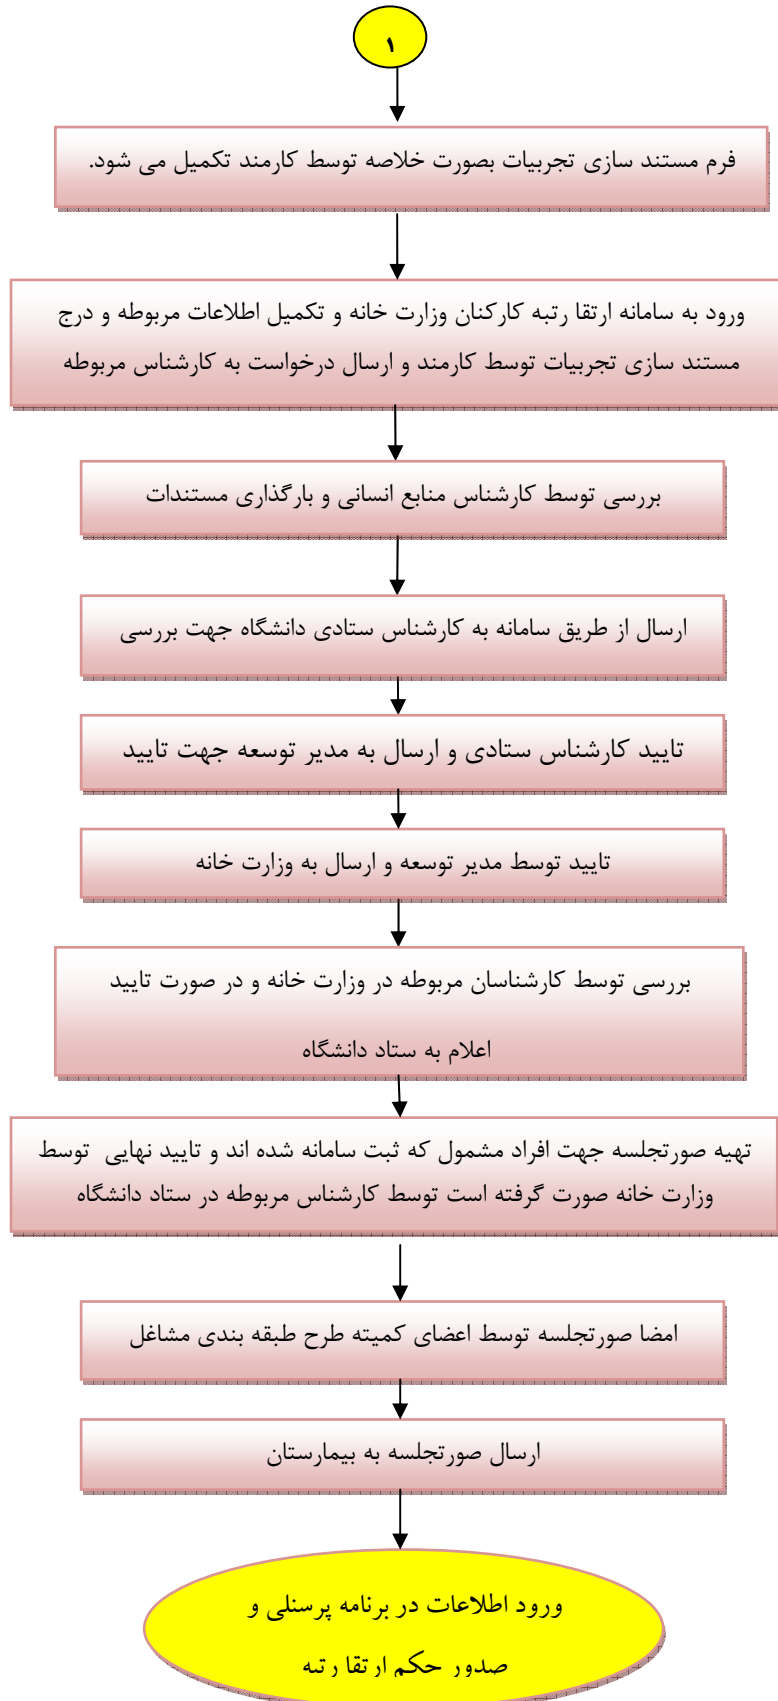 ۱
فرم مستند سازی تجربیات بصورت خلاصه توسط کارمند تکمیل می شود.
ورود به سامانه ارتقا رتبه کارکنان وزارت خانه و تکمیل اطلاعات مربوطه و درج
مستند سازی تجربیات توسط کارمند و ارسال درخواست به کارشناس مربوطه
بررسی توسط کارشناس منابع انسانی و بارگذاری مستندات
ارسال از طریق سامانه به کارشناس ستادی دانشگاه جهت بررسی
تایید کارشناس ستادی و ارسال به مدیر توسعه جهت تایید
تایید توسط مدیر توسعه و ارسال به وزارت خانه
بررسی توسط کارشناسان مربوطه در وزارت خانه و در صورت تایید
اعلام به ستاد دانشگاه
تهیه صورتجلسه جهت افراد مشمول که ثبت سامانه شده اند و تایید نهایی توسط
وزارت خانه صورت گرفته است توسط کارشناس مربوطه در ستاد دانشگاه
امضا صورتجلسه توسط اعضای کمیته طرح طبقه بندی مشاغل
ارسال صورتجلسه به بیمارستان
ورود اطلاعات در برنامه پرسنلی و
صدور حکم ارتقا رتبه